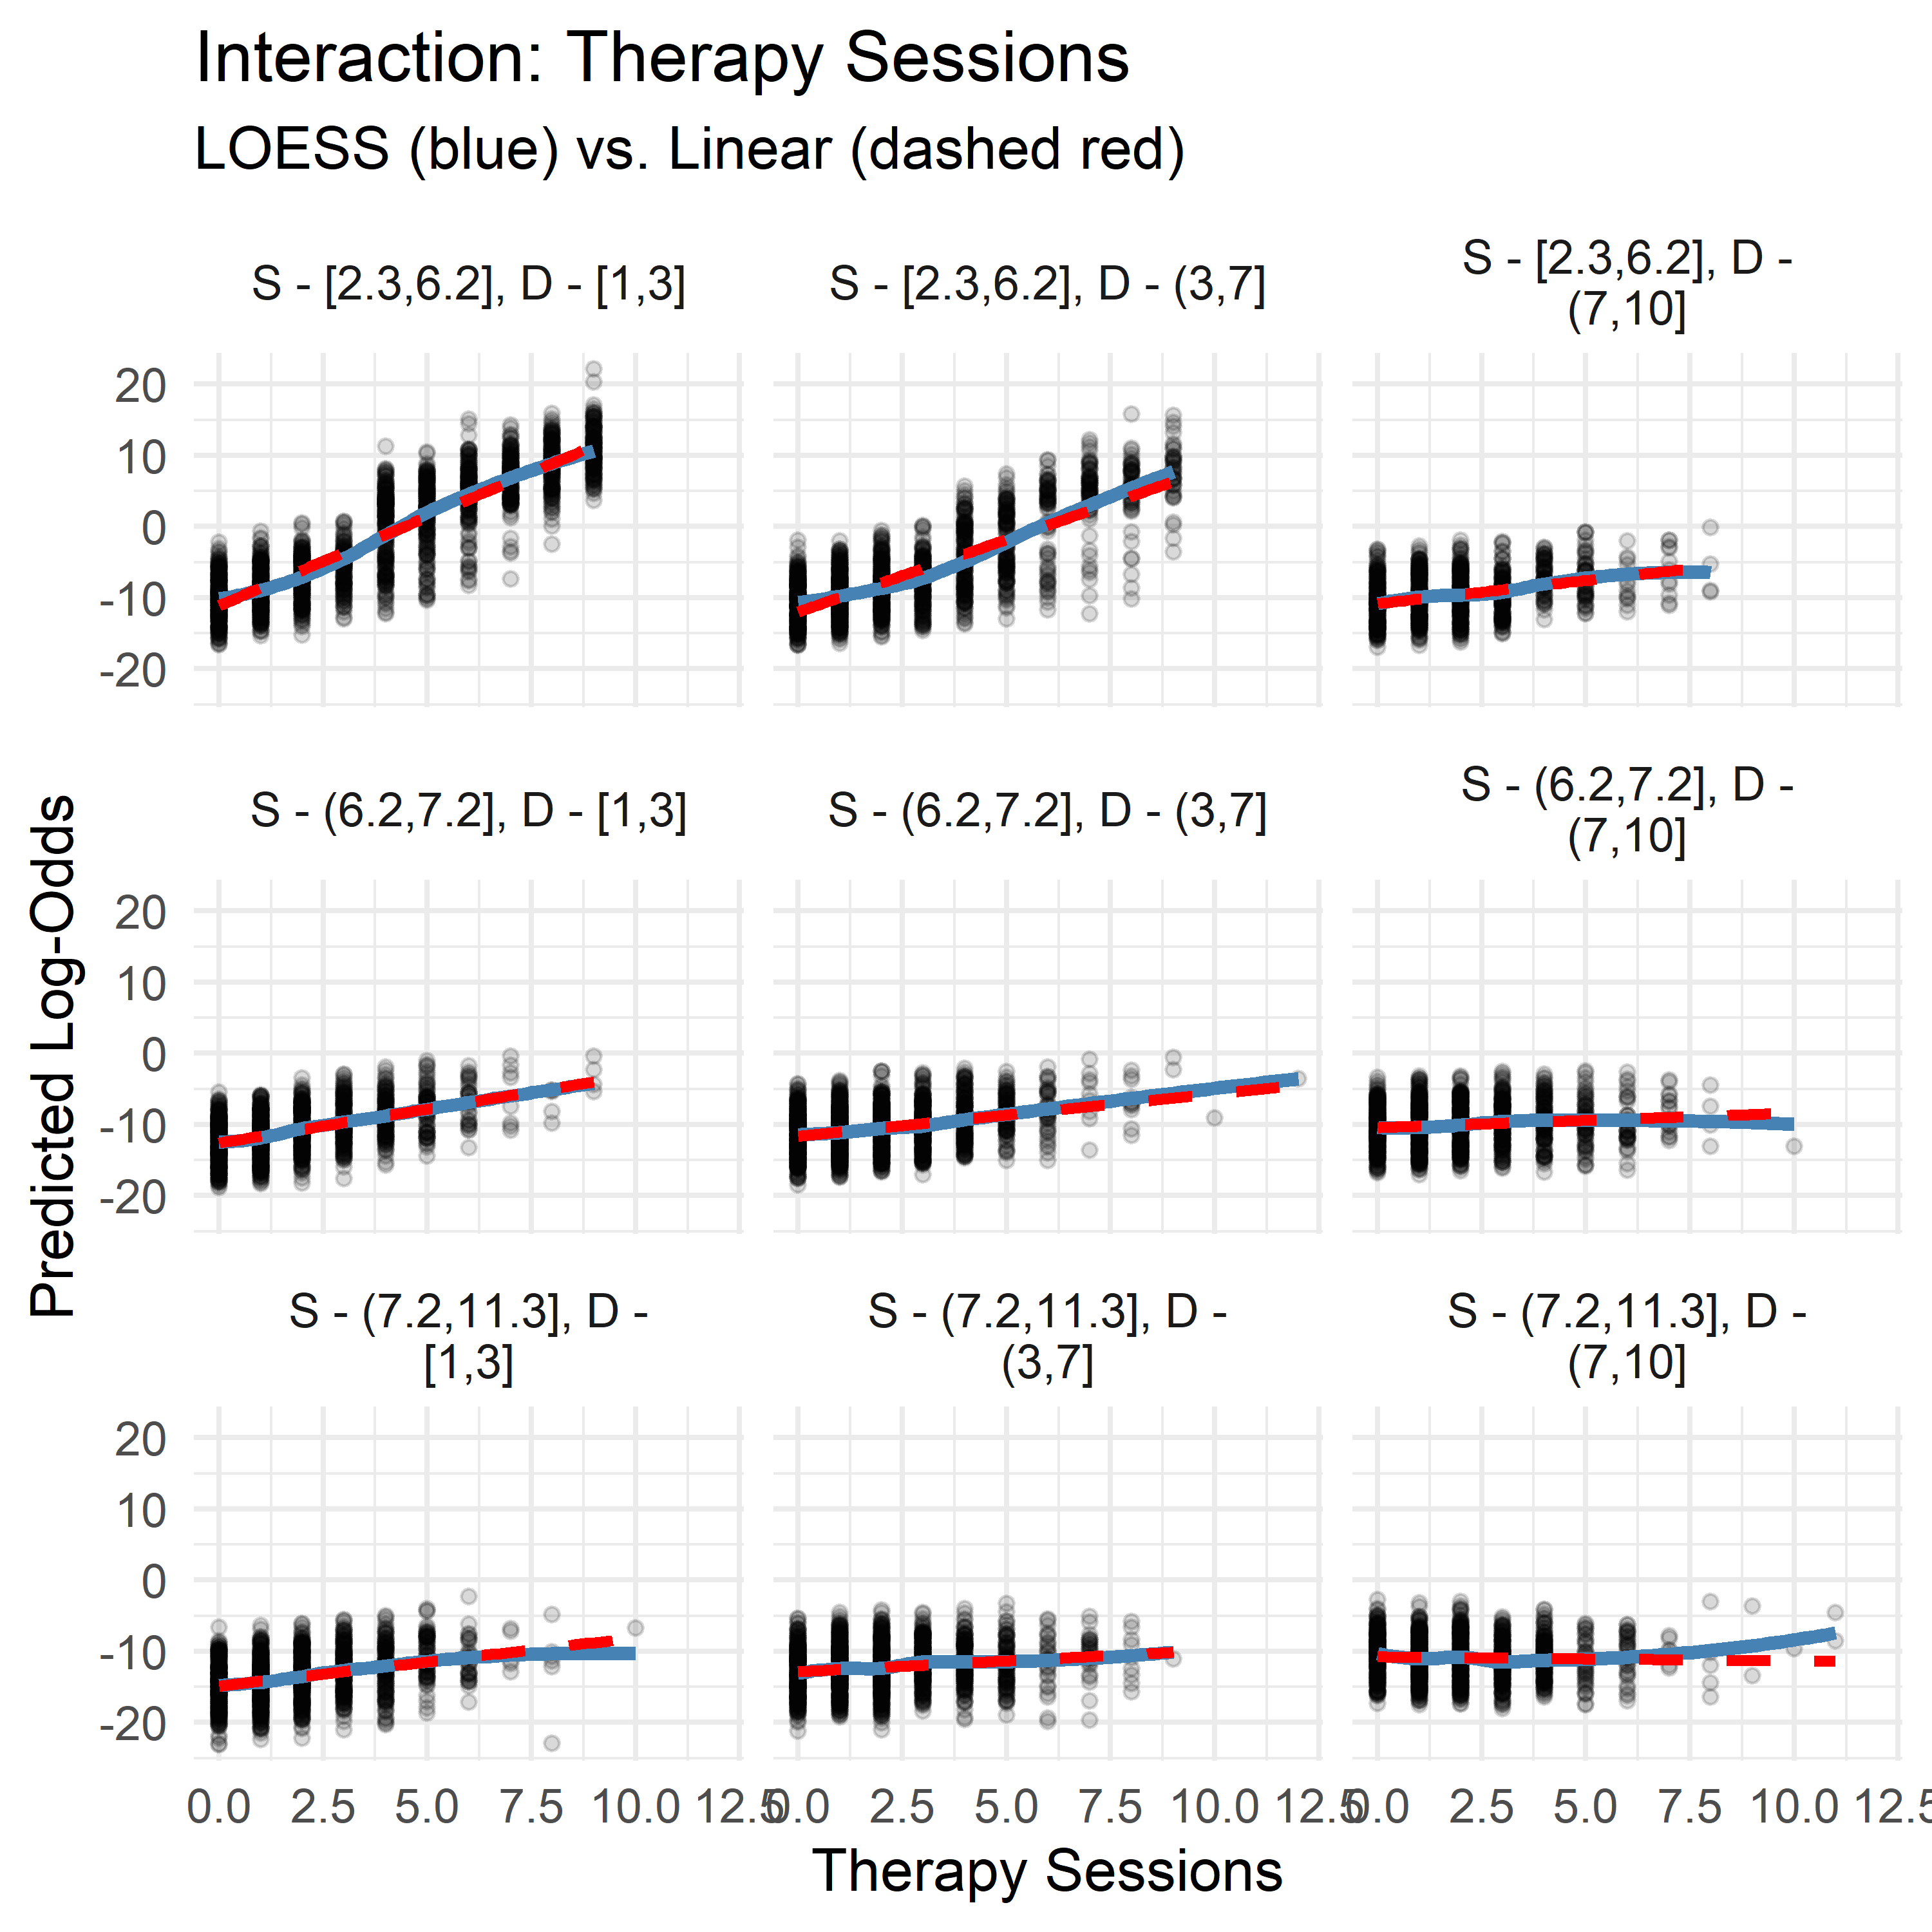 Interaction: Therapy Sessions
LOESS (blue) vs. Linear (dashed red)
S - [2.3,6.2], D - [1,3]
S - [2.3,6.2], D - (3,7]
S - [2.3,6.2], D -
(7,10]
20
10
0
-10
-20
S - (6.2,7.2], D - [1,3]
S - (6.2,7.2], D - (3,7]
S - (6.2,7.2], D -
(7,10]
20
10
0
-10
-20
S - (7.2,11.3], D -
[1,3]
S - (7.2,11.3], D -
(3,7]
S - (7.2,11.3], D -
(7,10]
20
10
0
-10
-20
0.0 2.5 5.0 7.5 10.0 12.5 0.0 2.5 5.0 7.5 10.0 12.5 0.0 2.5 5.0 7.5 10.0 12.5
Therapy Sessions
Predicted Log-Odds